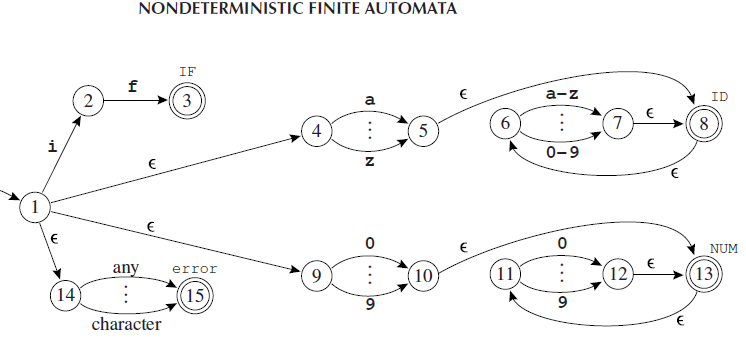 NONDETERMINISTIC FINITE AUTOMATA
IF
f
2
3
i
a
4
⋮
5
z
ϵ
ϵ
a-z
6
⋮
7
0-9
ϵ
ID
8
ϵ
1
ϵ
ϵ
any
error
14
⋮
15
character
0
9
⋮
10
9
ϵ
0
11
⋮
12
9
ϵ
NUM
13
ϵ